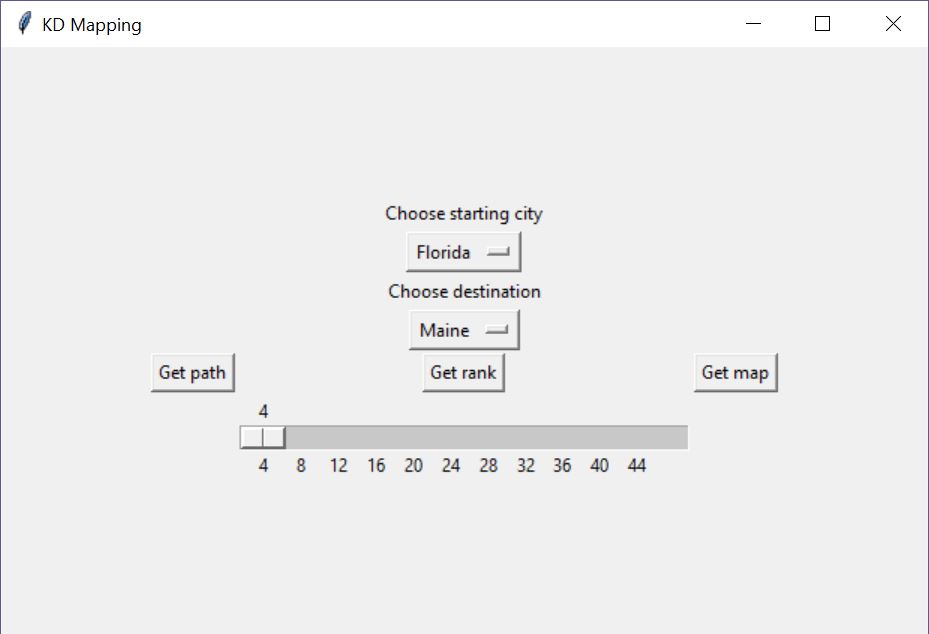 KD Mapping
Choose starting city
Florida
Choose destination
Maine
Get path Get rank Get map
4
4 8 12 16 20 24 28 32 36 40 44